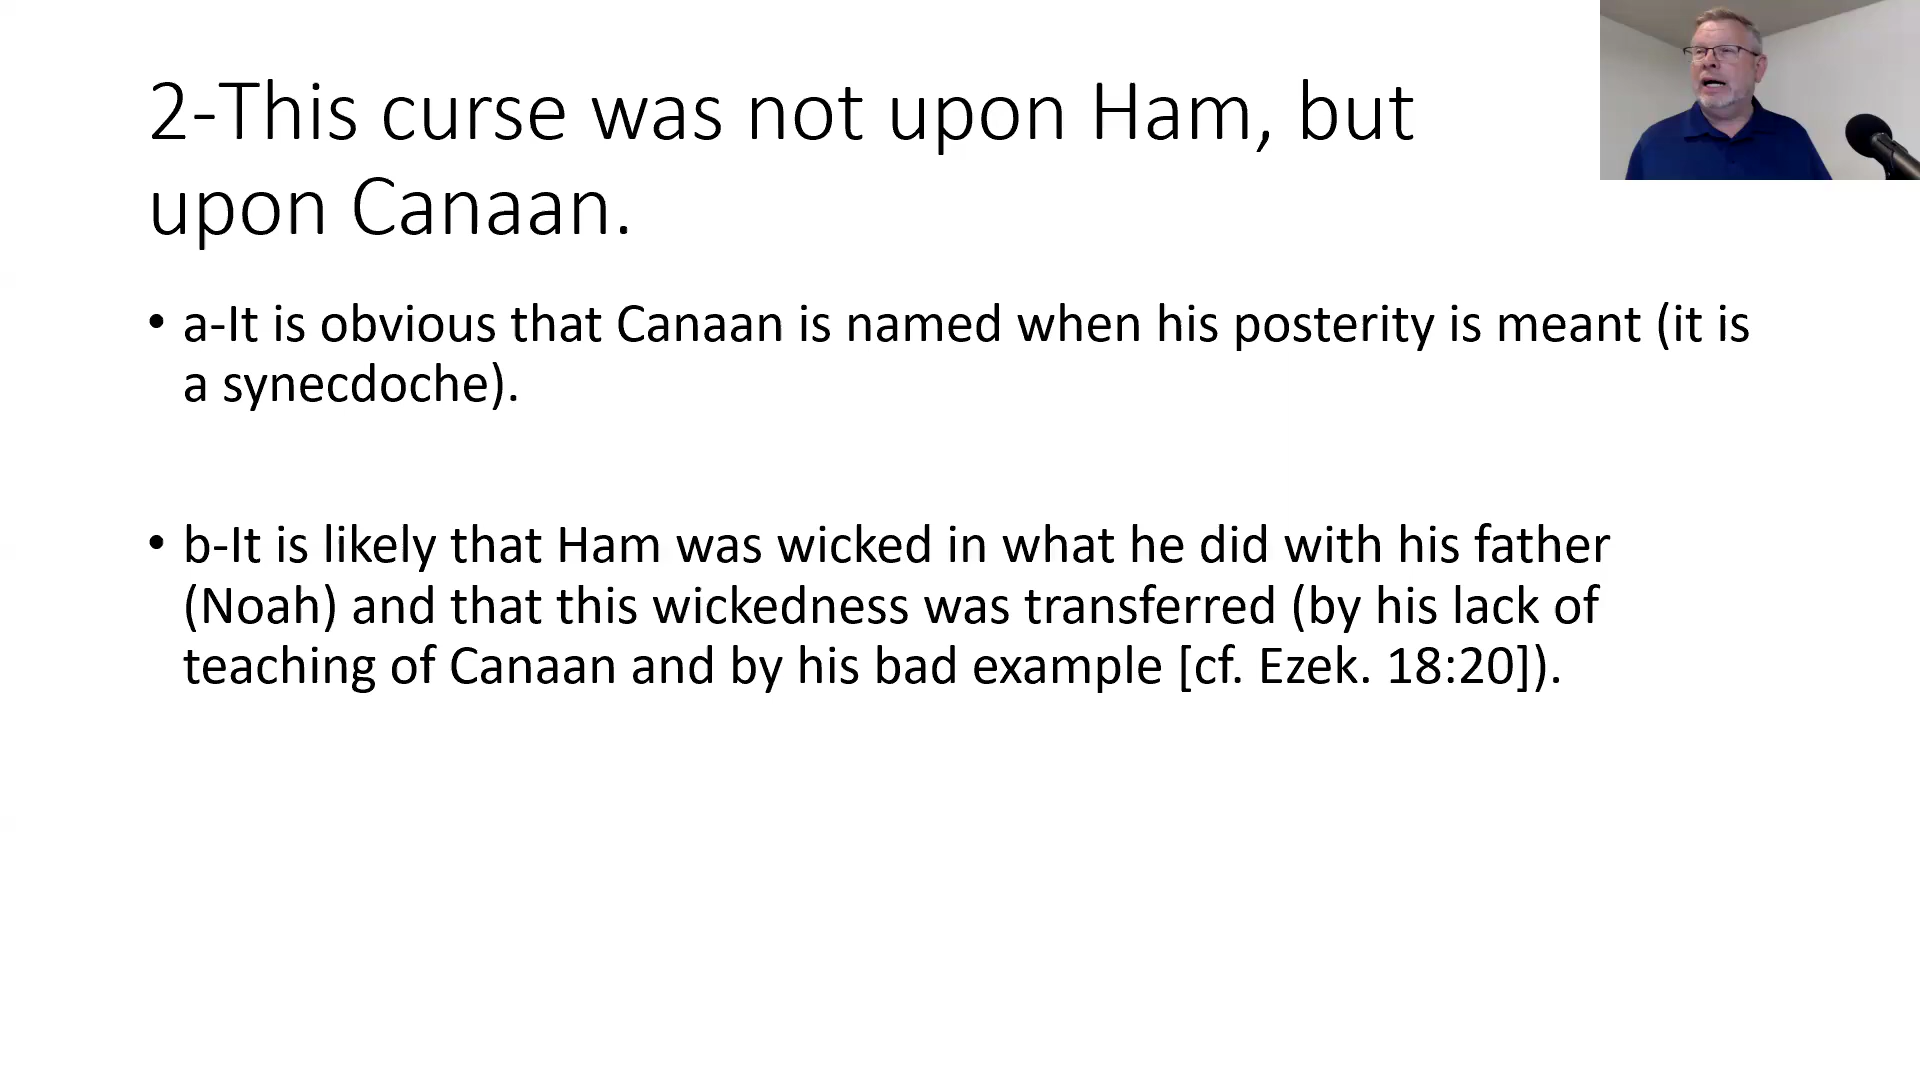 2-This curse was not upon Ham, but
upon Canaan.
• a-It is obvious that Canaan is named when his posterity is meant (it is
a synecdoche).
• b-It is likely that Ham was wicked in what he did with his father
(Noah) and that this wickedness was transferred (by his lack of
teaching of Canaan and by his bad example [cf. Ezek. 18:20]).